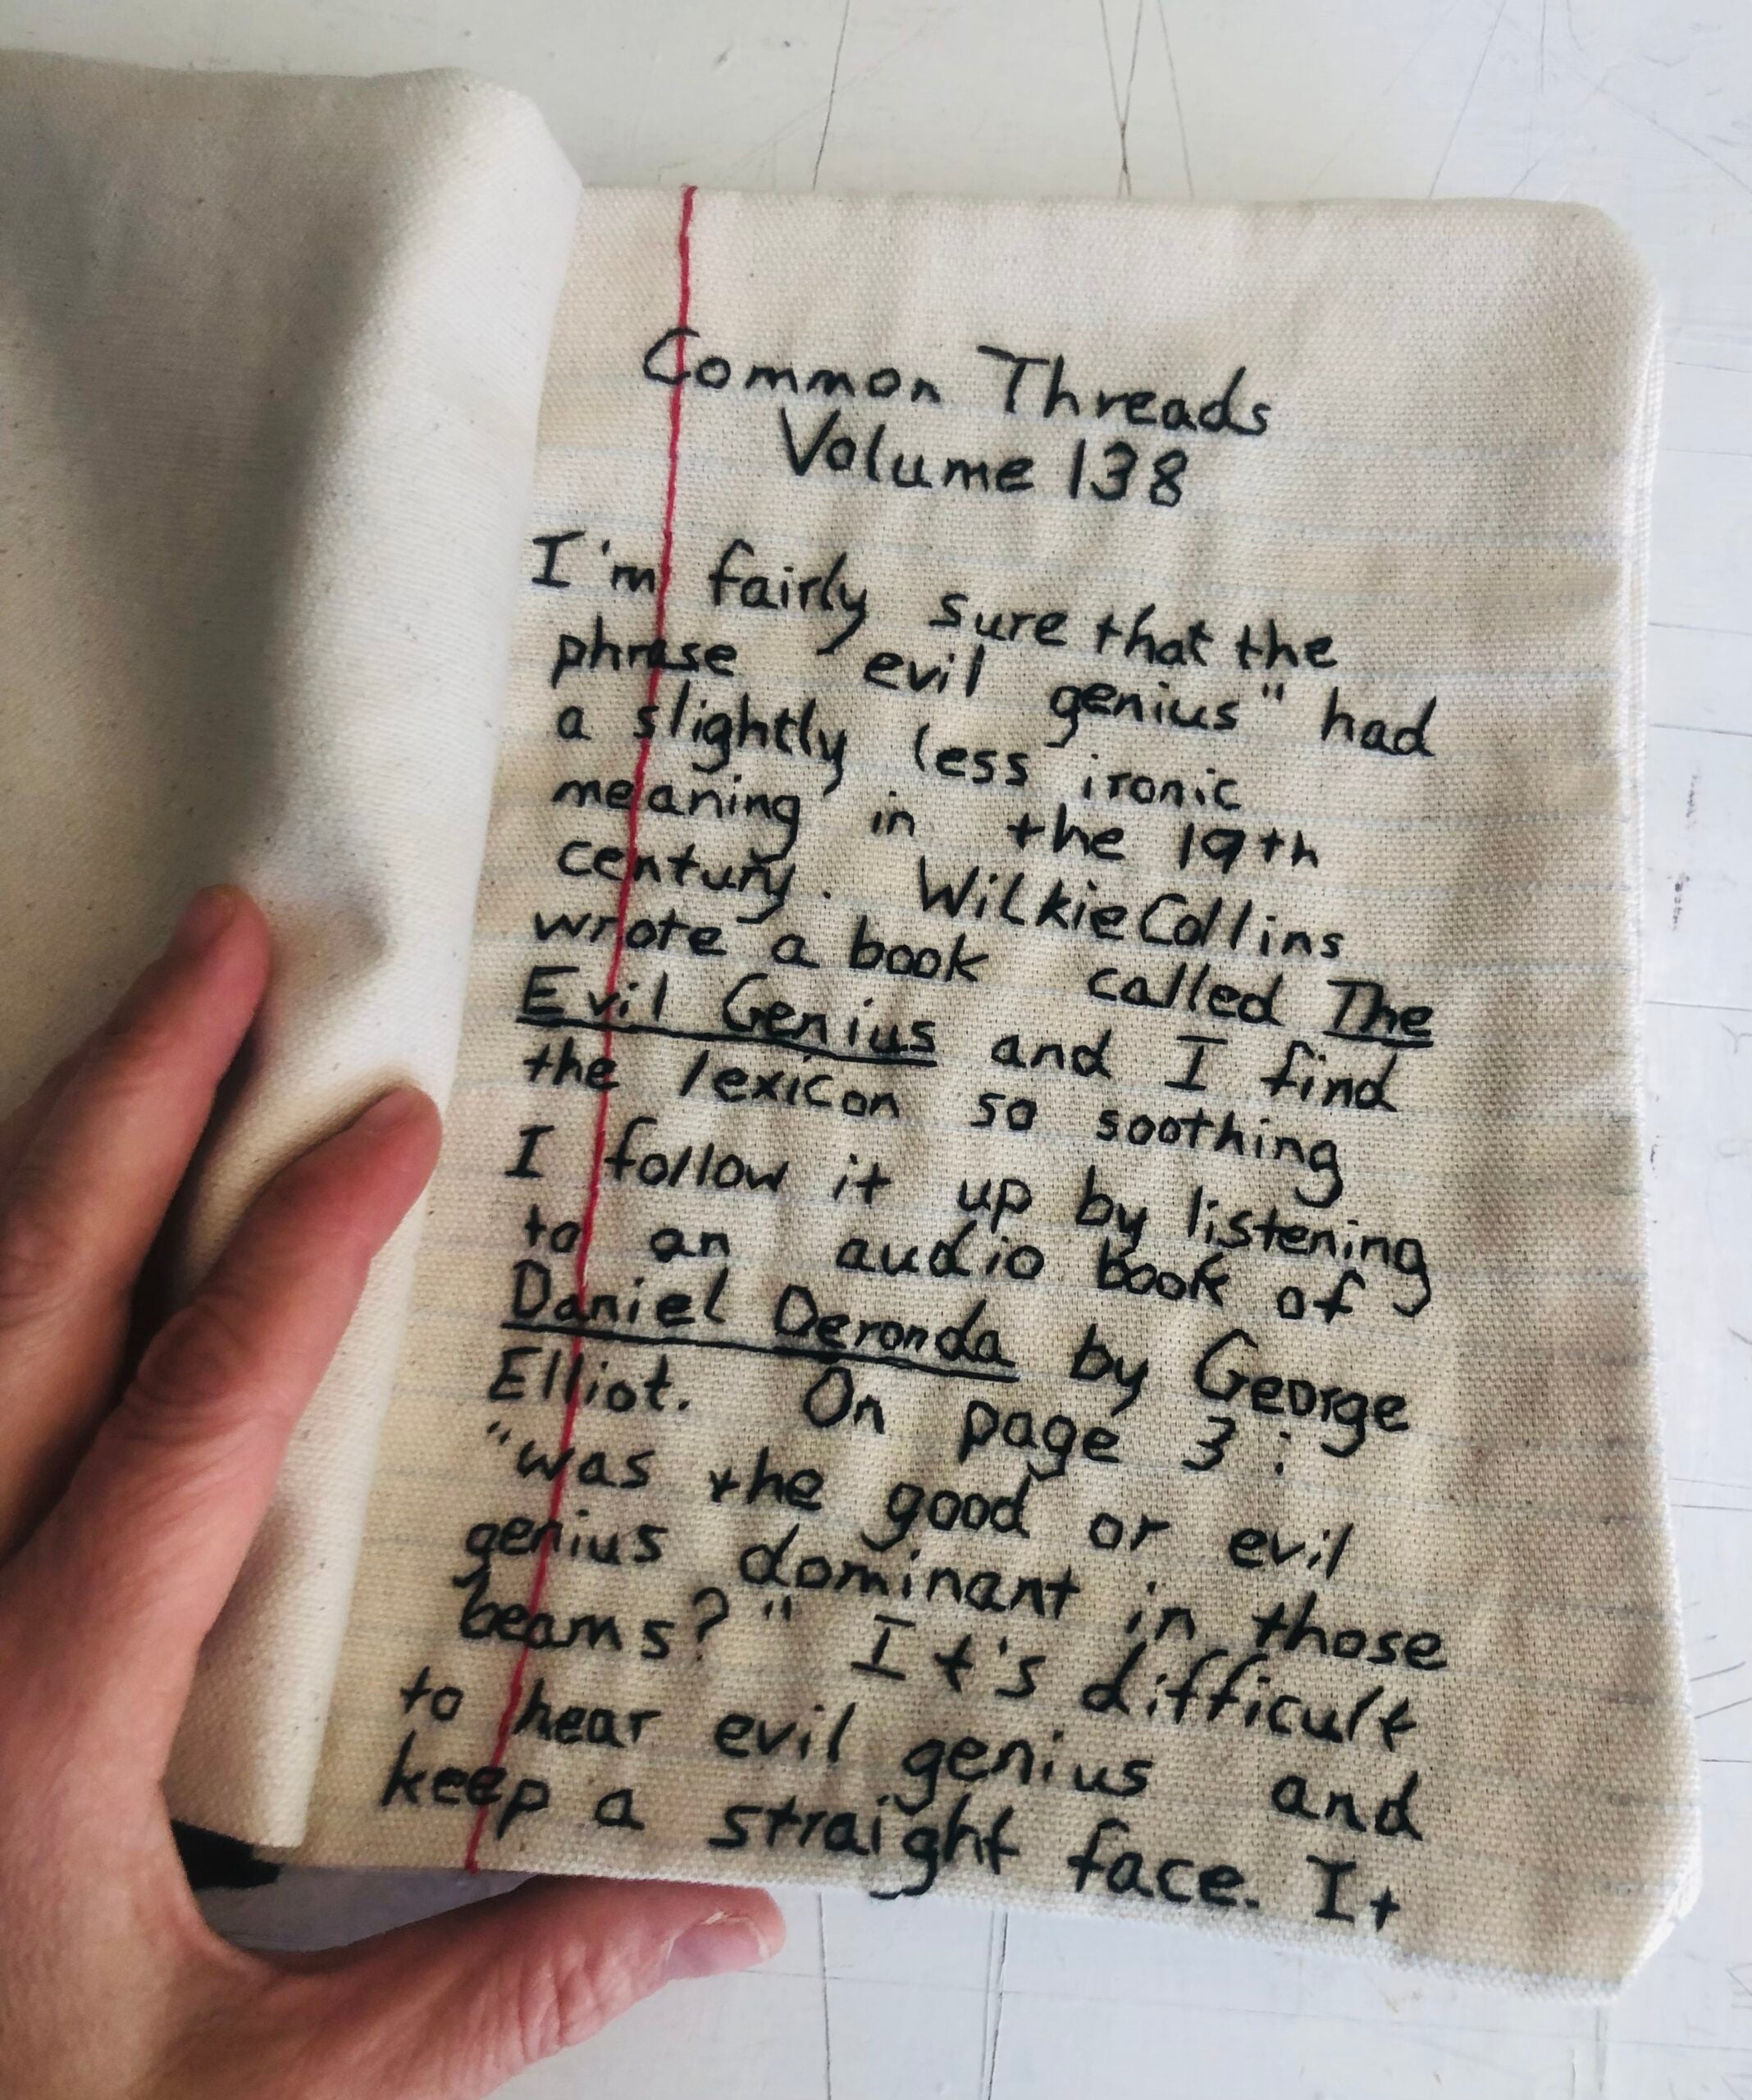 Common Threads
Volume 138
I'm fairly sure that the
phrase "evil genius" had
a slightly less ironic
meaning in the 19th
century. Wilkie Collins
wrote a book called The
Evil Genius and I find
the lexicon so soothing
I follow it up by listening
to an audio book of
Daniel Deronda by George
Elliot. On page 3:
"was the good or evil
genius dominant in those
beams?" It's difficult
to hear evil genius and
keep a straight face. It